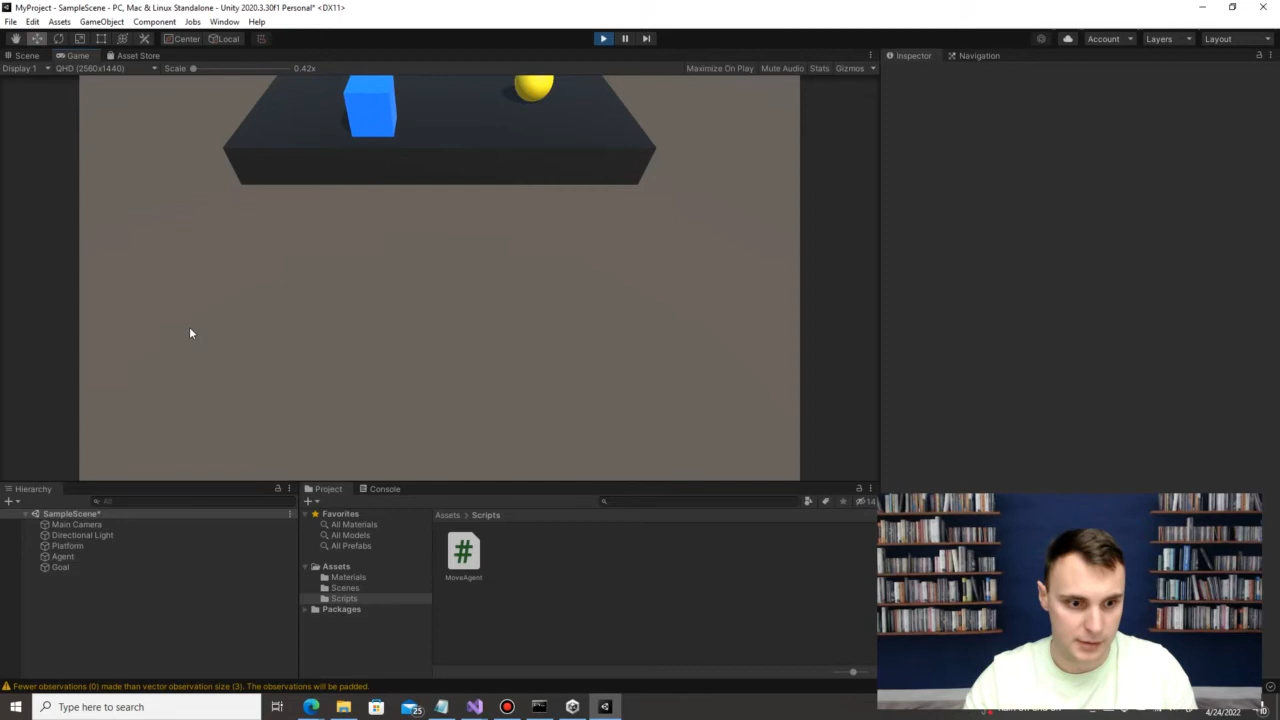 MyProject - SampleScene - PC, Mac & Linux Standalone - Unity 2020.3.30f1 Personal* <DX11>
File Edit Assets GameObject Component Jobs Window Help
Center Local Account Layers Layout
Scene Game Asset Store Inspector Navigation
Display 1 QHD (2560x1440) Scale 0.42x Maximize On Play Mute Audio Stats Gizmos
Hierarchy Project Console
All 14
SampleScene* Favorites Assets > Scripts
Main Camera All Materials
Directional Light All Models
Platform All Prefabs
Agent
Goal Assets
Materials MoveAgent
Scenes
Scripts
Packages
Fewer observations (0) made than vector observation size (3). The observations will be padded.
Type here to search 25
4/24/2022 10